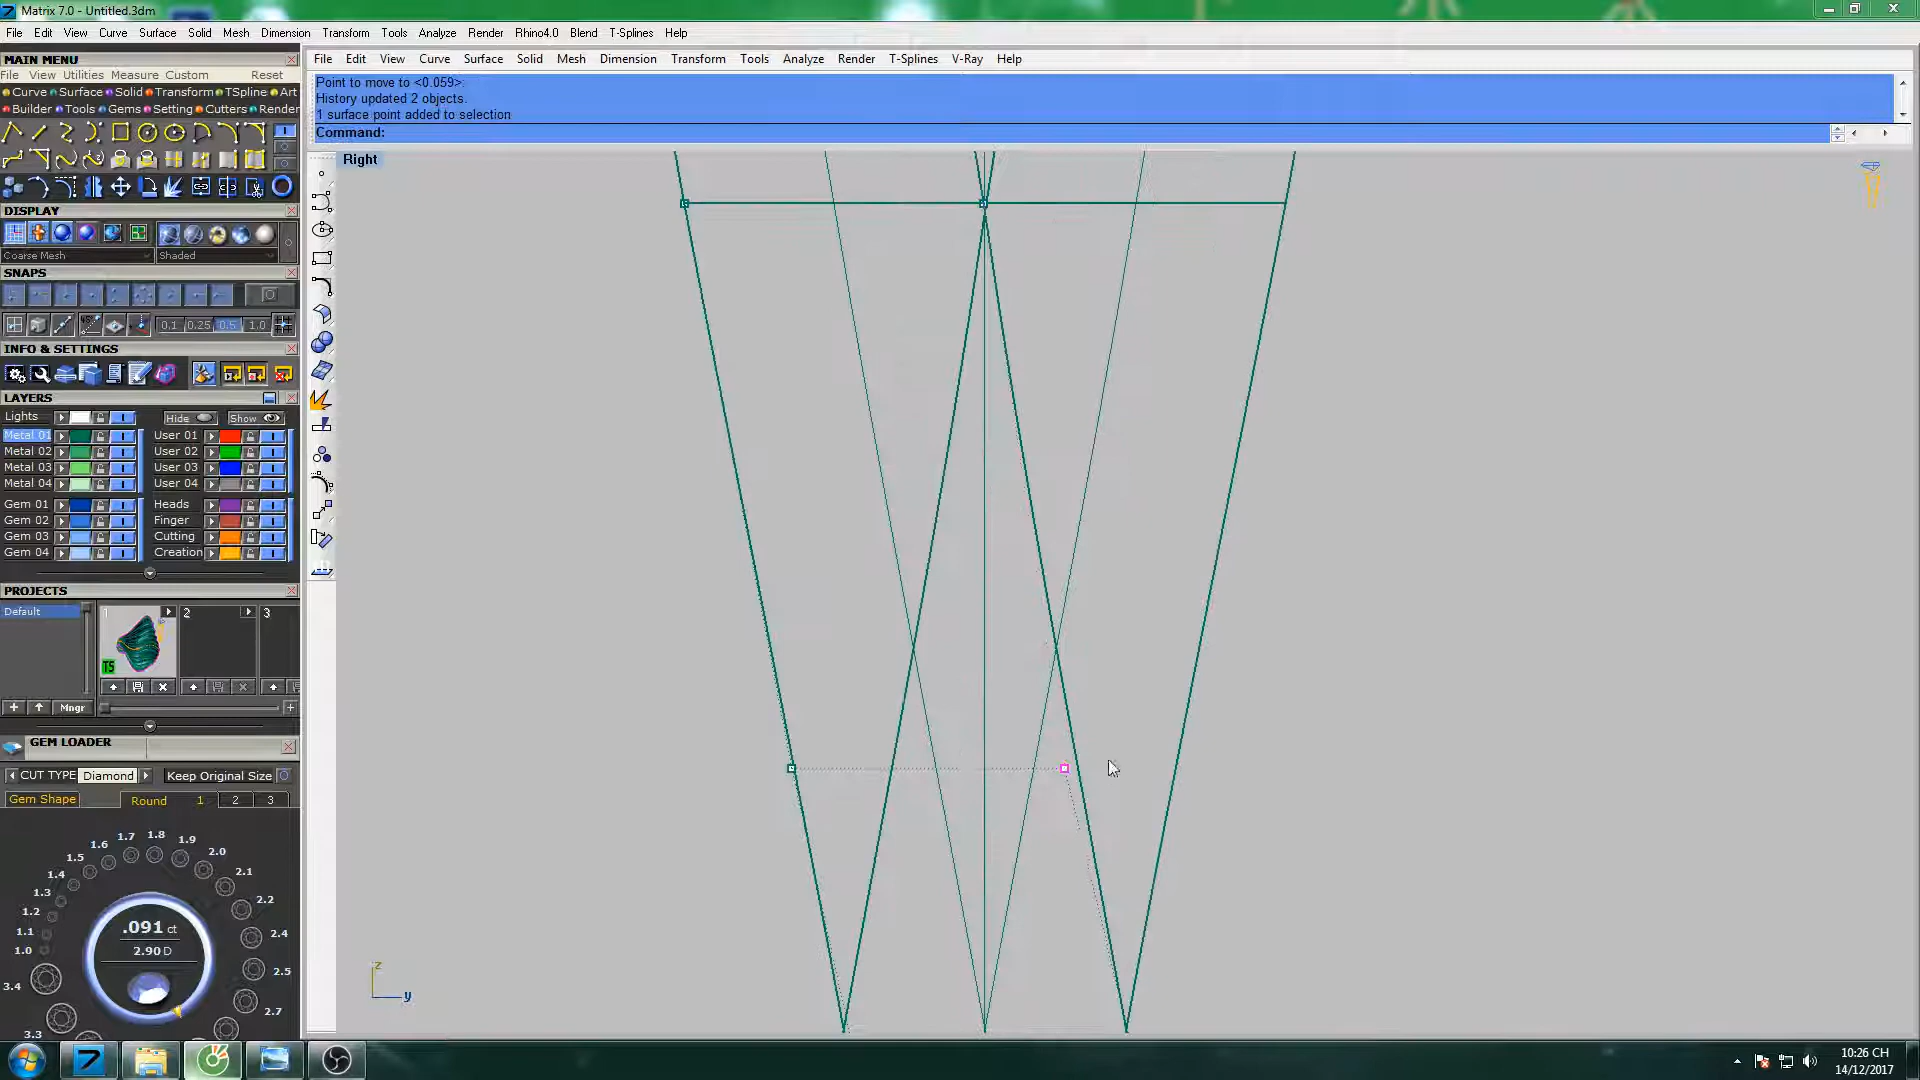 Matrix 7.0 - Untitled.3dm
File Edit View Curve Surface Solid Mesh Dimension Transform Tools Analyze Render Rhino4.0 Blend T-Splines Help
MAIN MENU
File View Utilities Measure Custom Reset
Curve Surface Solid Transform TSpline Art
Builder Tools Gems Setting Cutters Render
DISPLAY
Coarse Mesh Shaded
SNAPS
0.1 0.25 0.5 1.0
INFO & SETTINGS
LAYERS
Lights Hide Show
Metal 01 User 01
Metal 02 User 02
Metal 03 User 03
Metal 04 User 04
Gem 01 Heads
Gem 02 Finger
Gem 03 Cutting
Gem 04 Creation
PROJECTS
Default 1 2 3
TS
Mngr
GEM LOADER
CUT TYPE Diamond Keep Original Size
Gem Shape Round 1 2 3
1.7 1.8 1.9
1.6 2.0
1.5 2.1
1.4
1.3 2.2
1.2
1.1 2.4
1.0
2.5
3.4
2.7
3.3
.091 ct
2.90 D
File Edit View Curve Surface Solid Mesh Dimension Transform Tools Analyze Render T-Splines V-Ray Help
Point to move to <0.059>:
History updated 2 objects.
1 surface point added to selection
Command:
Right
z
y
10:26 CH
14/12/2017